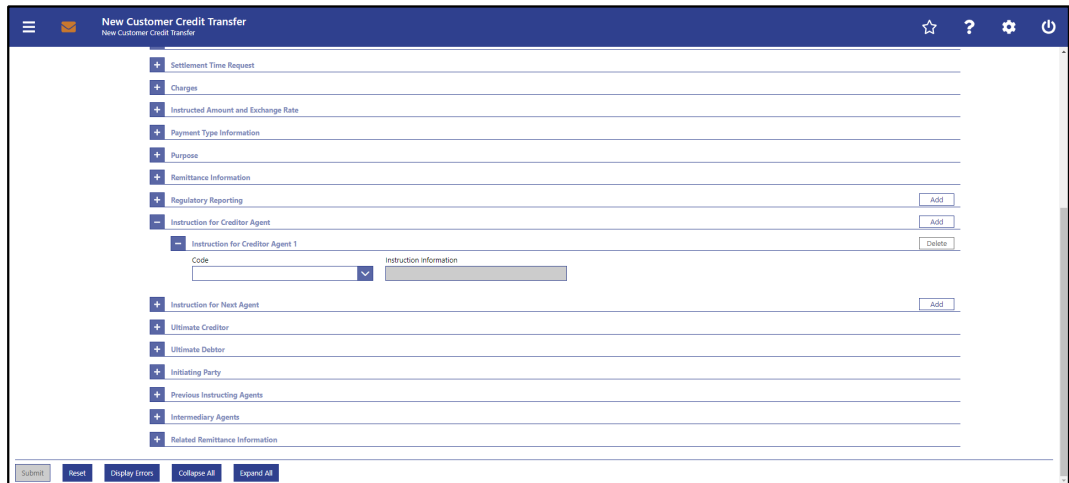 New Customer Credit Transfer
New Customer Credit Transfer
?
Settlement Time Request
Charges
Instructed Amount and Exchange Rate
Payment Type Information
Purpose
Remittance Information
Regulatory Reporting Add
Instruction for Creditor Agent Add
Instruction for Creditor Agent 1 Delete
Code Instruction Information
Instruction for Next Agent Add
Ultimate Creditor
Ultimate Debtor
Initiating Party
Previous Instructing Agents
Intermediary Agents
Related Remittance Information
Submit Reset Display Errors Collapse All Expand All